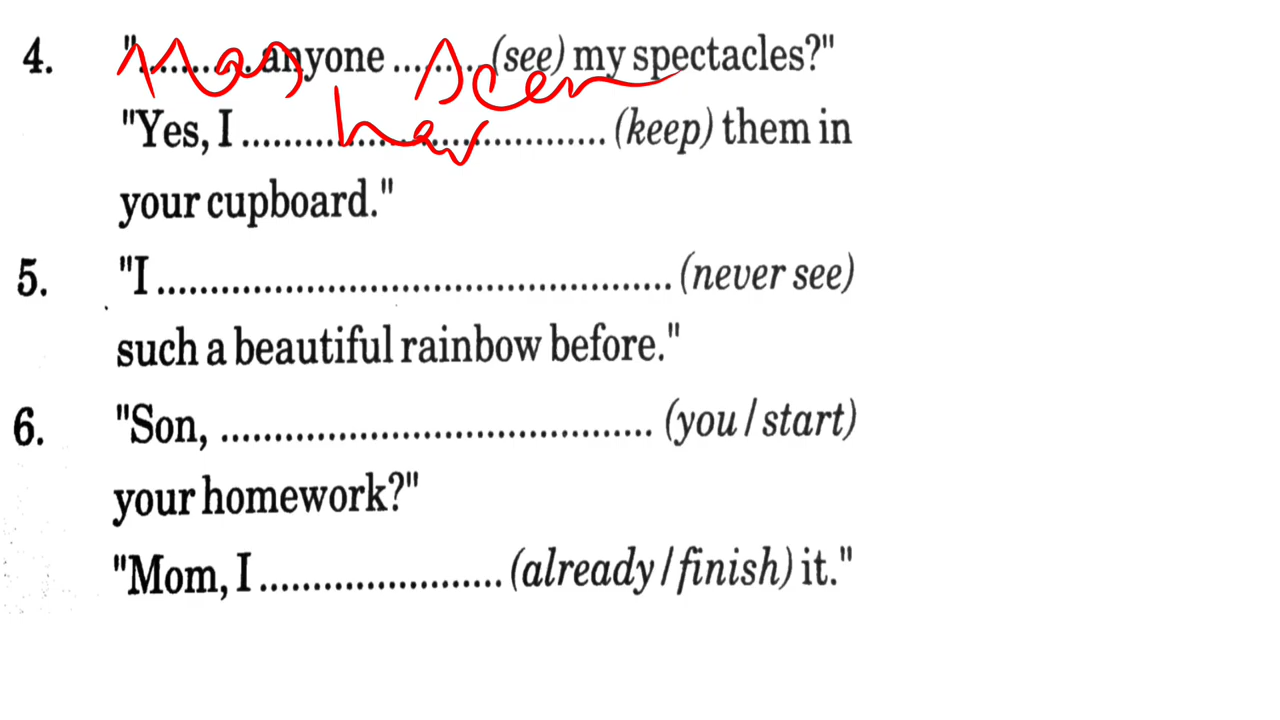 4. "Has anyone seen (see) my spectacles?"
"Yes, I .......hav.......... (keep) them in
your cupboard."
5. "I ................................................ (never see)
such a beautiful rainbow before."
6. "Son, ........................................ (you / start)
your homework?"
"Mom, I ....................... (already / finish) it."